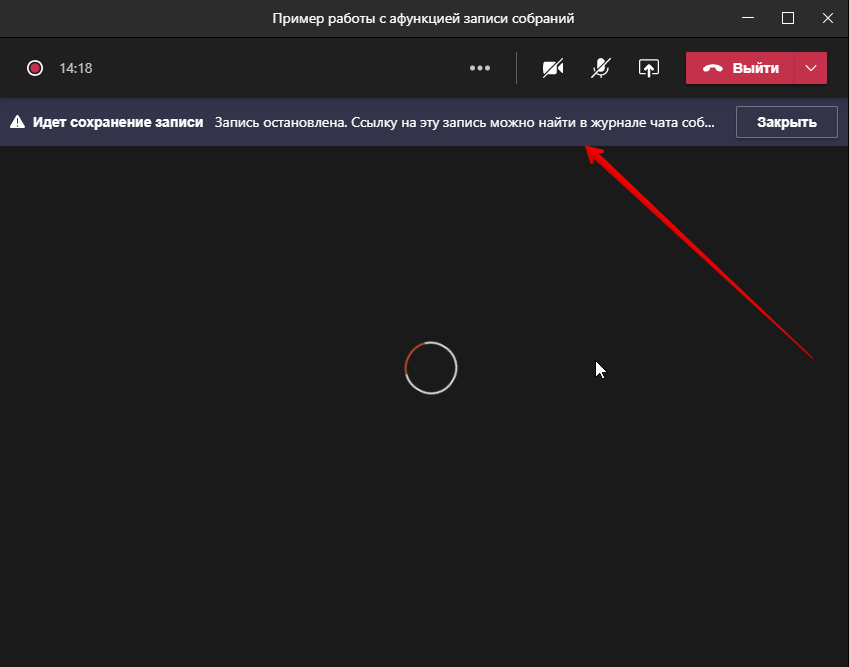 Пример работы с афункцией записи собраний
14:18
Выйти
Идет сохранение записи Запись остановлена. Ссылку на эту запись можно найти в журнале чата соб...
Закрыть